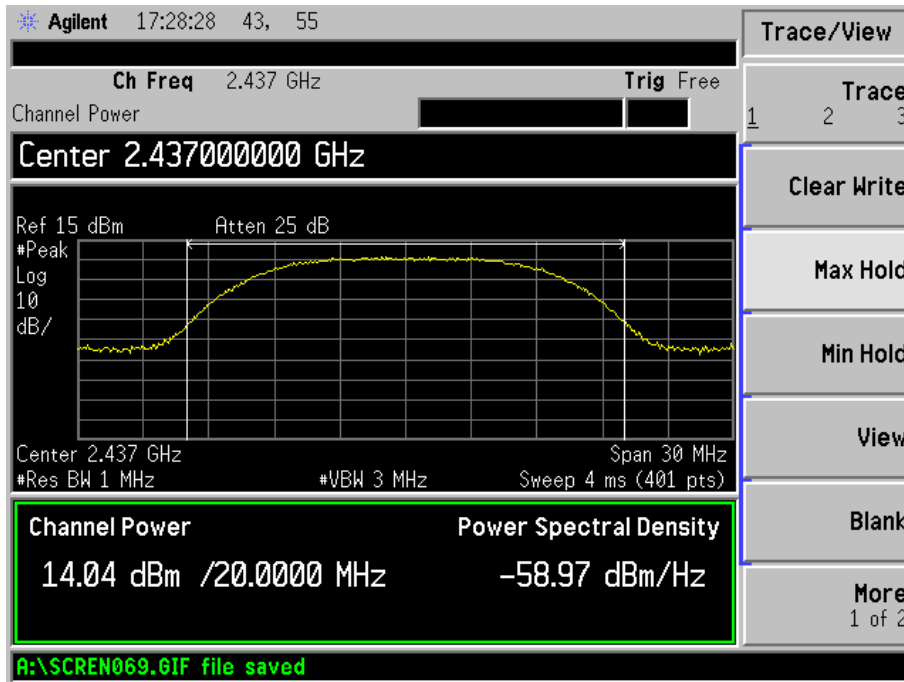 Agilent 17:28:28 43, 55
Ch Freq 2.437 GHz Trig Free
Channel Power
Center 2.437000000 GHz
Ref 15 dBm Atten 25 dB
#Peak
Log
10
dB/
Center 2.437 GHz Span 30 MHz
#Res BW 1 MHz #VBW 3 MHz Sweep 4 ms (401 pts)
Channel Power Power Spectral Density
14.04 dBm /20.0000 MHz -58.97 dBm/Hz
A:\SCREN069.GIF file saved
Trace/View
Trace
1 2 3
Clear Write
Max Hold
Min Hold
View
Blank
More
1 of 2